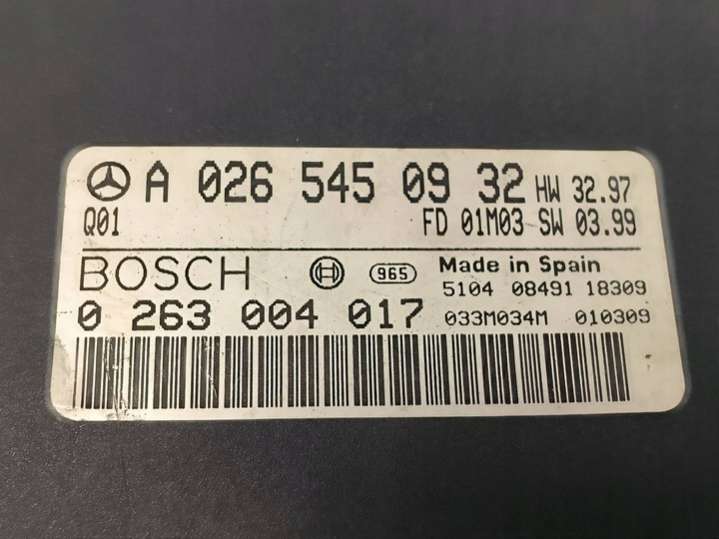 A 026 545 09 32 HW 32.97
Q01 FD 01M03 SW 03.99
BOSCH 965 Made in Spain
5104 08491 18309
0 263 004 017 033M034M 010309